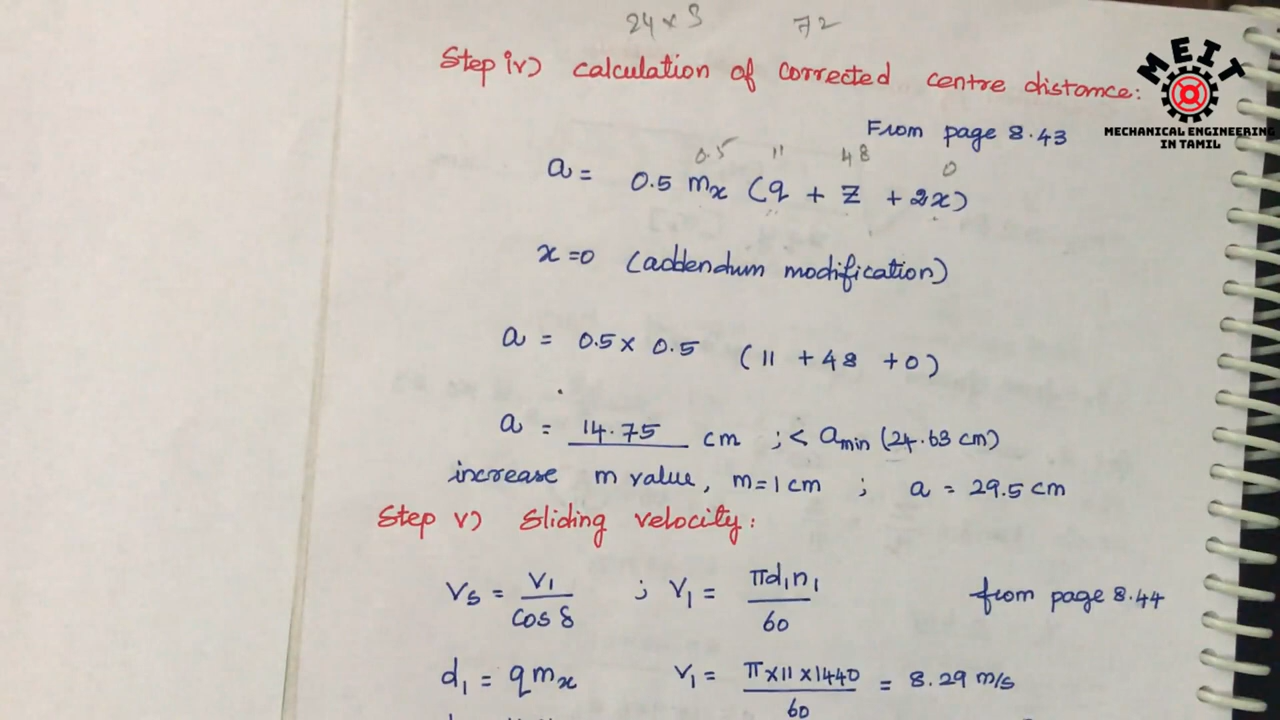 24 x 3 72
Step iv) calculation of corrected centre distance:
MEIT
MECHANICAL ENGINEERING
IN TAMIL
From page 8.43
0.5 11 48 0
a = 0.5 mx (q + z + 2x)
x = 0 (addendum modification)
a = 0.5 x 0.5 (11 + 48 + 0)
a = 14.75 cm ; < amin (24.63 cm)
increase m value, m = 1 cm ; a = 29.5 cm
Step v) Sliding velocity:
Vs = V1 / cos δ ; V1 = πd1n1 / 60 from page 8.44
d1 = qmx V1 = π x 11 x 1440 / 60 = 8.29 m/s